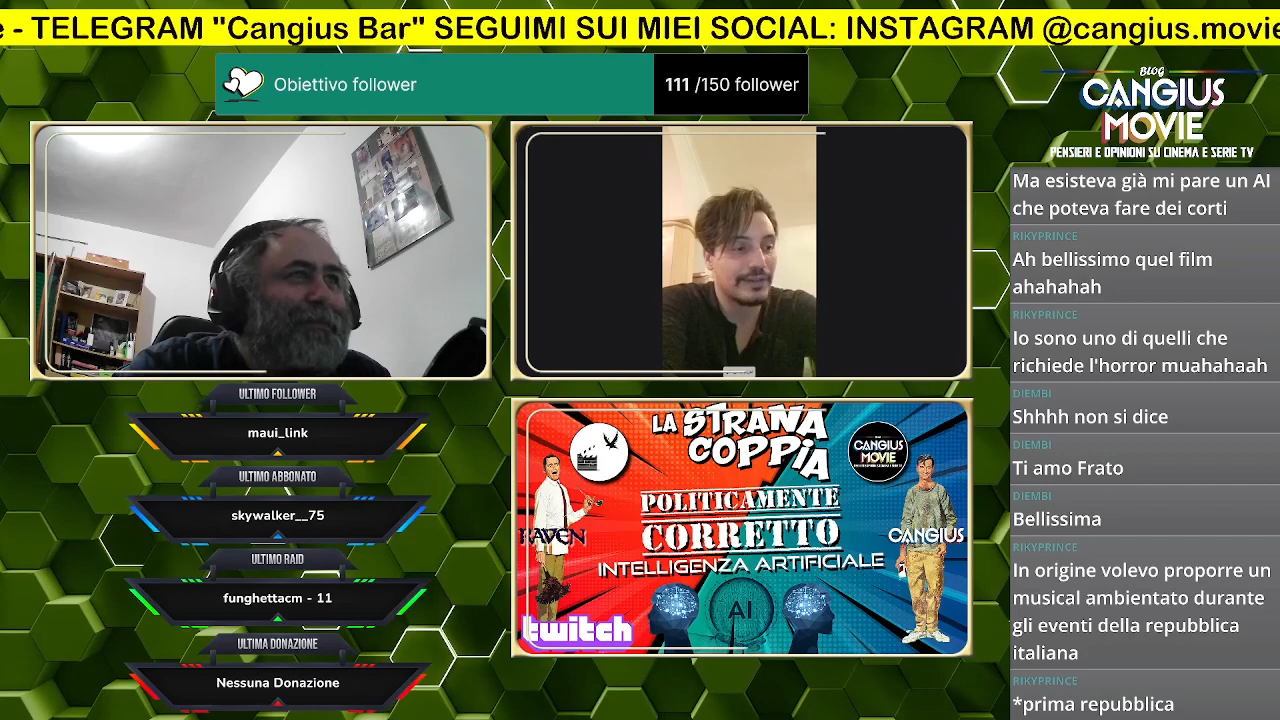 - TELEGRAM "Cangius Bar" SEGUIMI SUI MIEI SOCIAL: INSTAGRAM @cangius.movie
Obiettivo follower
111 /150 follower
BLOG
CANGIUS
MOVIE
PENSIERI E OPINIONI SU CINEMA E SERIE TV
Ma esisteva già mi pare un AI
che poteva fare dei corti
RIKYPRINCE
Ah bellissimo quel film
ahahahah
RIKYPRINCE
Io sono uno di quelli che
richiede l'horror muahahaah
DIEMBI
Shhhh non si dice
DIEMBI
Ti amo Frato
DIEMBI
Bellissima
RIKYPRINCE
In origine volevo proporre un
musical ambientato durante
gli eventi della repubblica
italiana
RIKYPRINCE
*prima repubblica
ULTIMO FOLLOWER
maui_link
ULTIMO ABBONATO
skywalker__75
ULTIMO RAID
funghettacm - 11
ULTIMA DONAZIONE
Nessuna Donazione
LA STRANA
COPPIA
CANGIUS
MOVIE
POLITICAMENTE
CORRETTO
INTELLIGENZA ARTIFICIALE
HAVEN
CANGIUS
AI
twitch